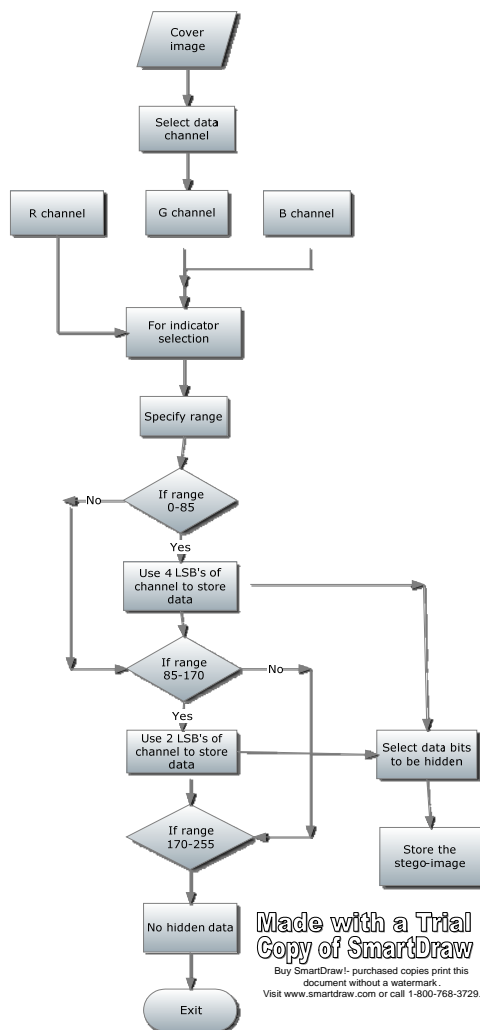 Cover
image
Select data
channel
R channel
G channel
B channel
For indicator
selection
Specify range
If range
0-85
No
Yes
Use 4 LSB's of
channel to store
data
If range
85-170
No
Yes
Use 2 LSB's of
channel to store
data
Select data bits
to be hidden
If range
170-255
Store the
stego-image
No hidden data
Made with a Trial
Copy of SmartDraw
Buy SmartDraw!- purchased copies print this
document without a watermark.
Visit www.smartdraw.com or call 1-800-768-3729.
Exit